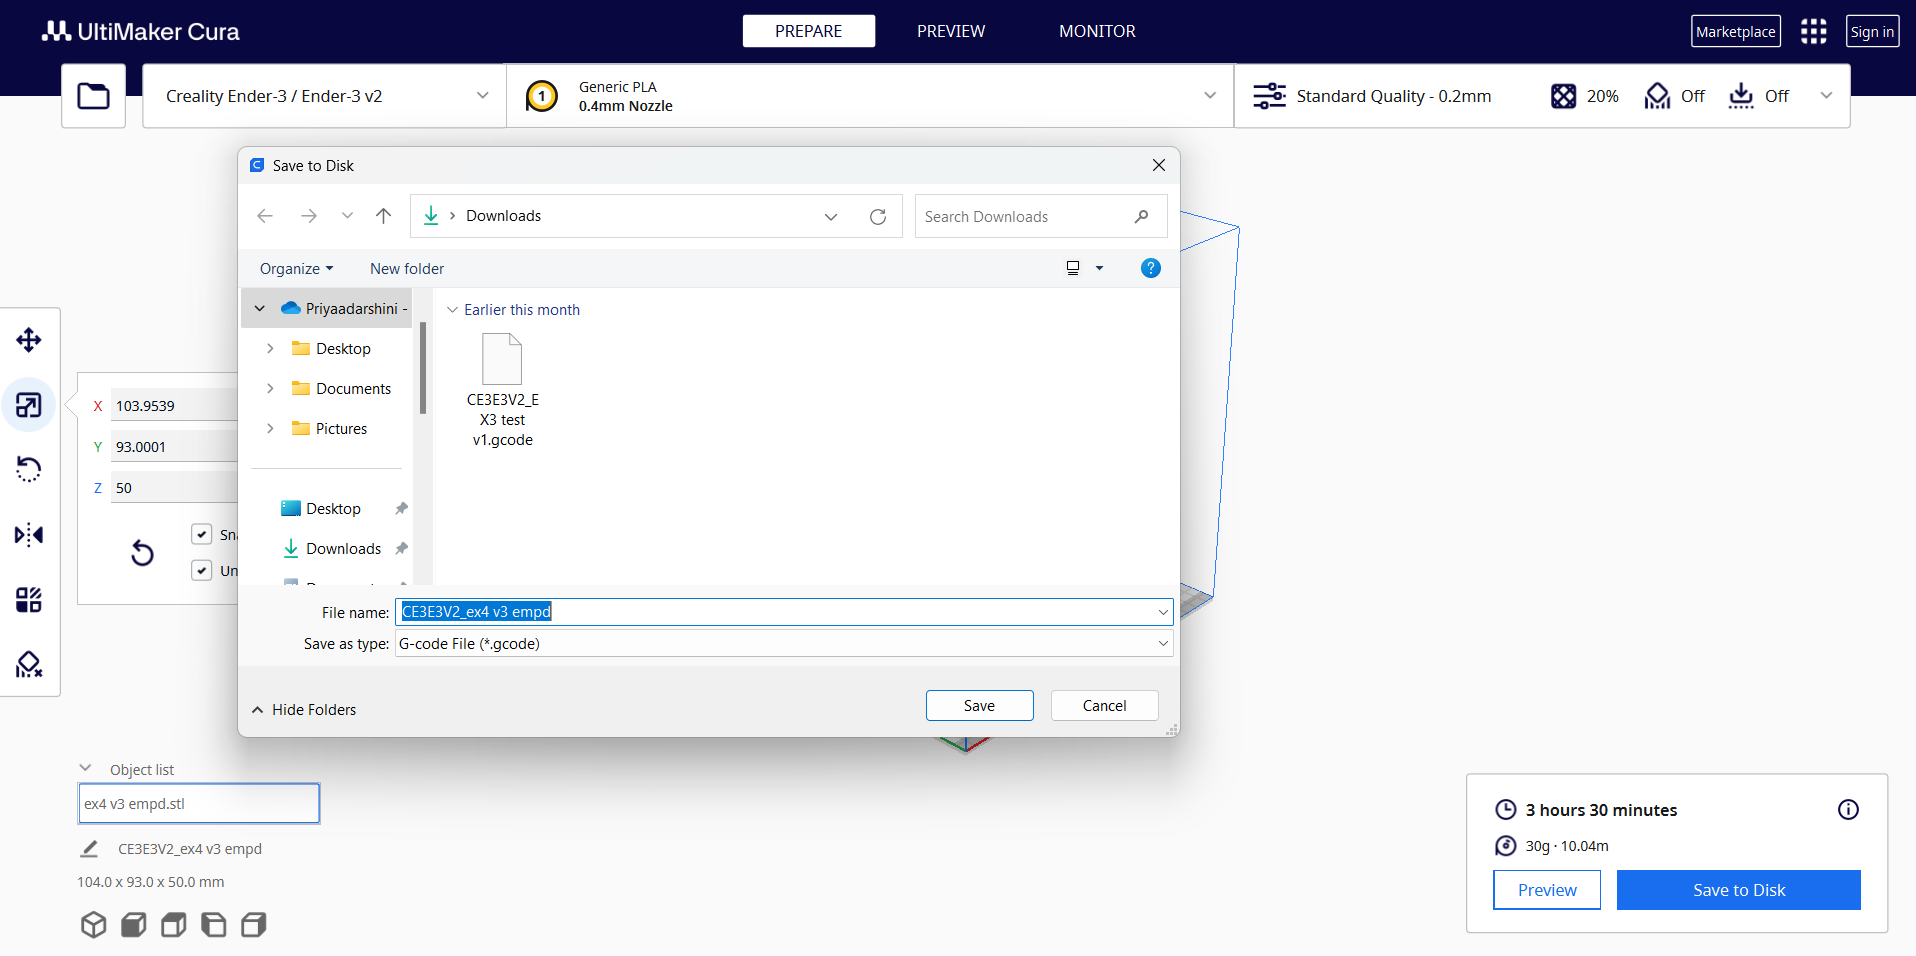 UltiMaker Cura
PREPARE
PREVIEW
MONITOR
Marketplace
Sign in
Creality Ender-3 / Ender-3 v2
1
Generic PLA
0.4mm Nozzle
Standard Quality - 0.2mm
20%
Off
Off
Save to Disk
Downloads
Search Downloads
Organize
New folder
?
Priyaadarshini -
Desktop
Documents
Pictures
Desktop
Downloads
Earlier this month
CE3E3V2_E
X3 test
v1.gcode
X 103.9539
Y 93.0001
Z 50
File name: CE3E3V2_ex4 v3 empd
Save as type: G-code File (*.gcode)
Hide Folders
Save
Cancel
Object list
ex4 v3 empd.stl
CE3E3V2_ex4 v3 empd
104.0 x 93.0 x 50.0 mm
3 hours 30 minutes
30g · 10.04m
Preview
Save to Disk